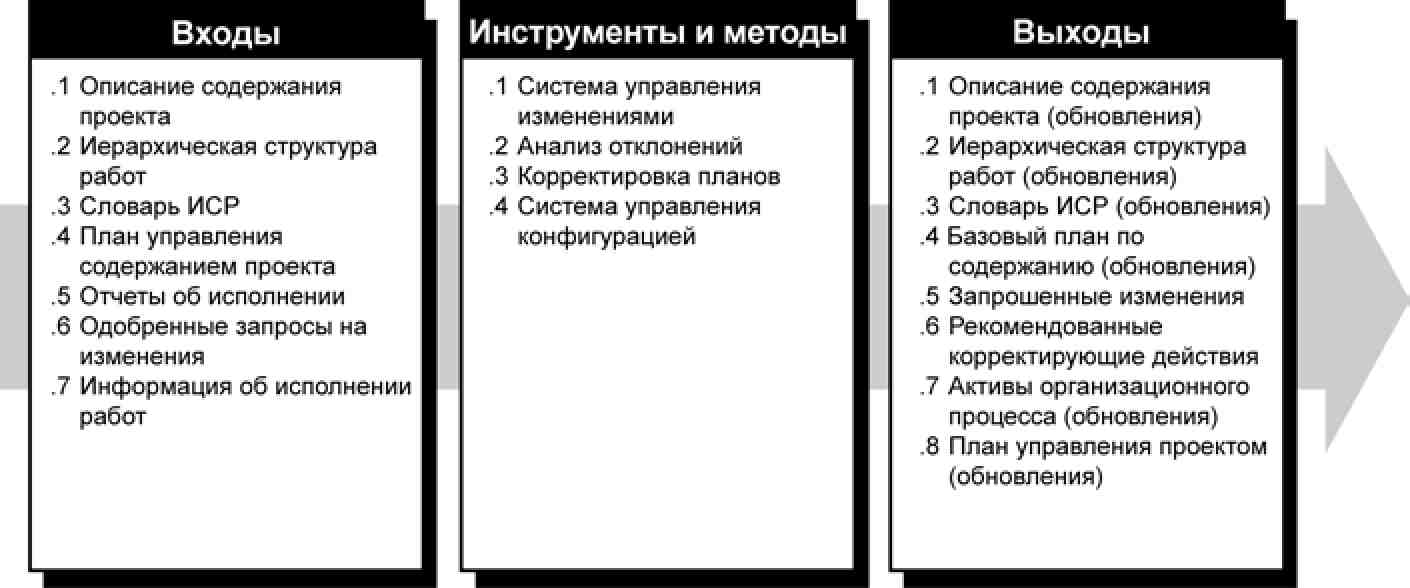 Входы
.1 Описание содержания
проекта
.2 Иерархическая структура
работ
.3 Словарь ИСР
.4 План управления
содержанием проекта
.5 Отчеты об исполнении
.6 Одобренные запросы на
изменения
.7 Информация об исполнении
работ
Инструменты и методы
.1 Система управления
изменениями
.2 Анализ отклонений
.3 Корректировка планов
.4 Система управления
конфигурацией
Выходы
.1 Описание содержания
проекта (обновления)
.2 Иерархическая структура
работ (обновления)
.3 Словарь ИСР (обновления)
.4 Базовый план по
содержанию (обновления)
.5 Запрошенные изменения
.6 Рекомендованные
корректирующие действия
.7 Активы организационного
процесса (обновления)
.8 План управления проектом
(обновления)